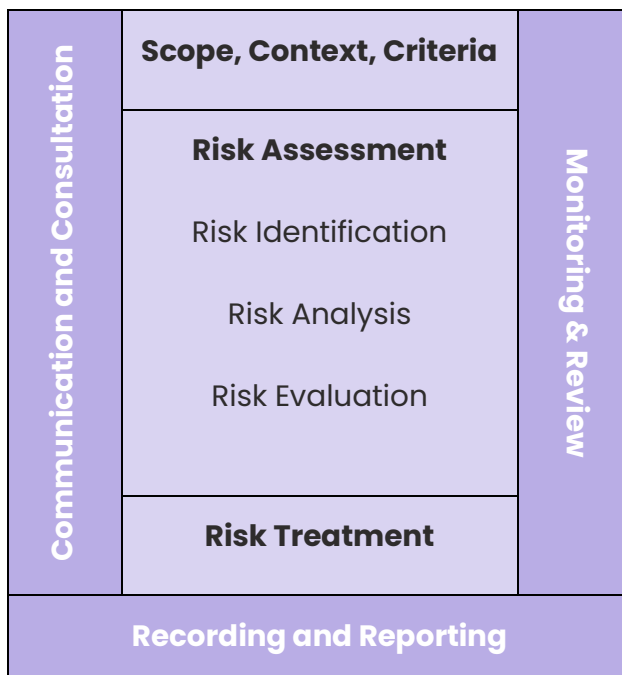 Communication and Consultation
Scope, Context, Criteria
Risk Assessment
Risk Identification
Risk Analysis
Risk Evaluation
Risk Treatment
Monitoring & Review
Recording and Reporting